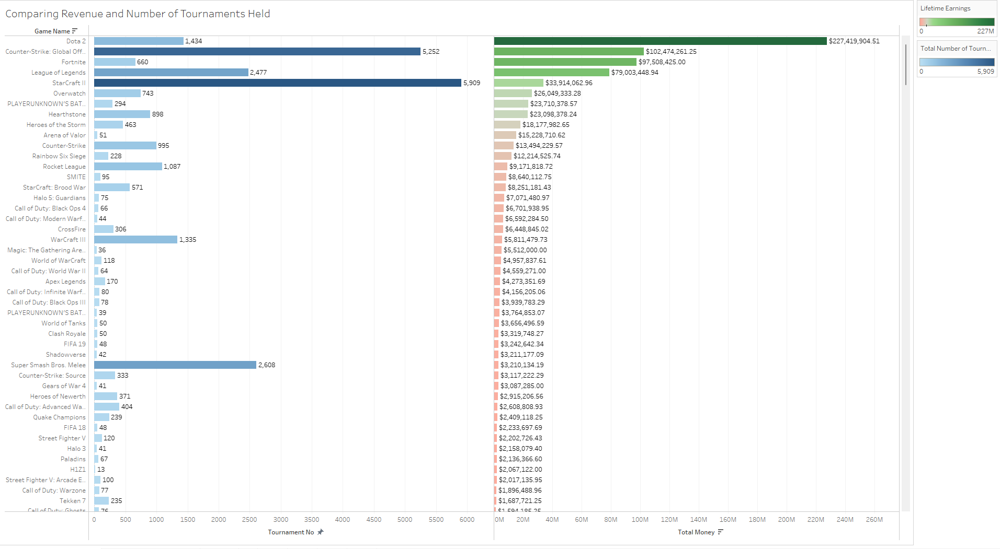 Comparing Revenue and Number of Tournaments Held
Game Name
Dota 2 1,434 $227,419,904.51
Counter-Strike: Global Off.. 5,252 $102,474,261.25
Fortnite 660 $97,508,425.00
League of Legends 2,477 $79,003,448.94
StarCraft II 5,909 $33,914,062.96
Overwatch 743 $26,049,333.28
PLAYERUNKNOWN'S BAT.. 294 $23,710,378.57
Hearthstone 898 $23,098,378.24
Heroes of the Storm 463 $18,177,982.65
Arena of Valor 51 $15,228,710.62
Counter-Strike 995 $13,494,229.57
Rainbow Six Siege 228 $12,214,525.74
Rocket League 1,087 $9,171,818.72
SMITE 95 $8,640,112.75
StarCraft: Brood War 571 $8,251,181.43
Halo 5: Guardians 75 $7,071,480.97
Call of Duty: Black Ops 4 66 $6,701,938.95
Call of Duty: Modern Warf.. 44 $6,592,284.50
CrossFire 306 $6,448,845.02
WarCraft III 1,335 $5,811,479.73
Magic: The Gathering Are.. 36 $5,512,000.00
World of WarCraft 118 $4,957,837.61
Call of Duty: World War II 64 $4,559,271.00
Apex Legends 170 $4,273,351.69
Call of Duty: Infinite Warf.. 80 $4,156,205.06
Call of Duty: Black Ops III 78 $3,939,783.29
PLAYERUNKNOWN'S BAT.. 39 $3,764,853.07
World of Tanks 50 $3,656,496.59
Clash Royale 50 $3,319,748.27
FIFA 19 48 $3,242,642.34
Shadowverse 42 $3,211,177.09
Super Smash Bros. Melee 2,608 $3,210,134.19
Counter-Strike: Source 333 $3,117,222.29
Gears of War 4 41 $3,087,285.00
Heroes of Newerth 371 $2,915,206.56
Call of Duty: Advanced Wa.. 404 $2,608,808.93
Quake Champions 239 $2,409,118.25
FIFA 18 48 $2,233,697.69
Street Fighter V 120 $2,202,726.43
Halo 3 41 $2,158,079.40
Paladins 67 $2,136,366.60
H1Z1 13 $2,067,122.00
Street Fighter V: Arcade E.. 100 $2,017,135.95
Call of Duty: Warzone 77 $1,896,488.96
Tekken 7 235 $1,687,721.25
Call of Duty: Ghosts 76 $1,594,185.25
0 500 1000 1500 2000 2500 3000 3500 4000 4500 5000 5500 6000 0M 20M 40M 60M 80M 100M 120M 140M 160M 180M 200M 220M 240M 260M
Tournament No Total Money
Lifetime Earnings
0 227M
Total Number of Tourn...
0 5,909